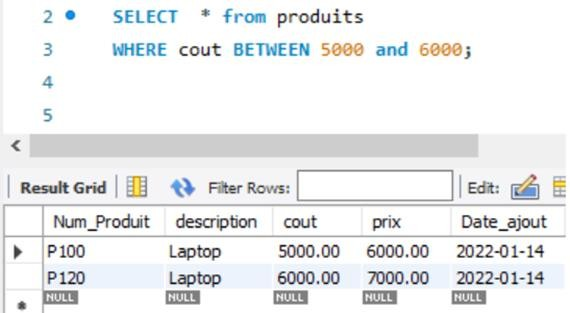 2 SELECT * from produits
3 WHERE cout BETWEEN 5000 and 6000;
4
5
Result Grid Filter Rows: Edit:
Num_Produit description cout prix Date_ajout
P100 Laptop 5000.00 6000.00 2022-01-14
P120 Laptop 6000.00 7000.00 2022-01-14
NULL NULL NULL NULL NULL